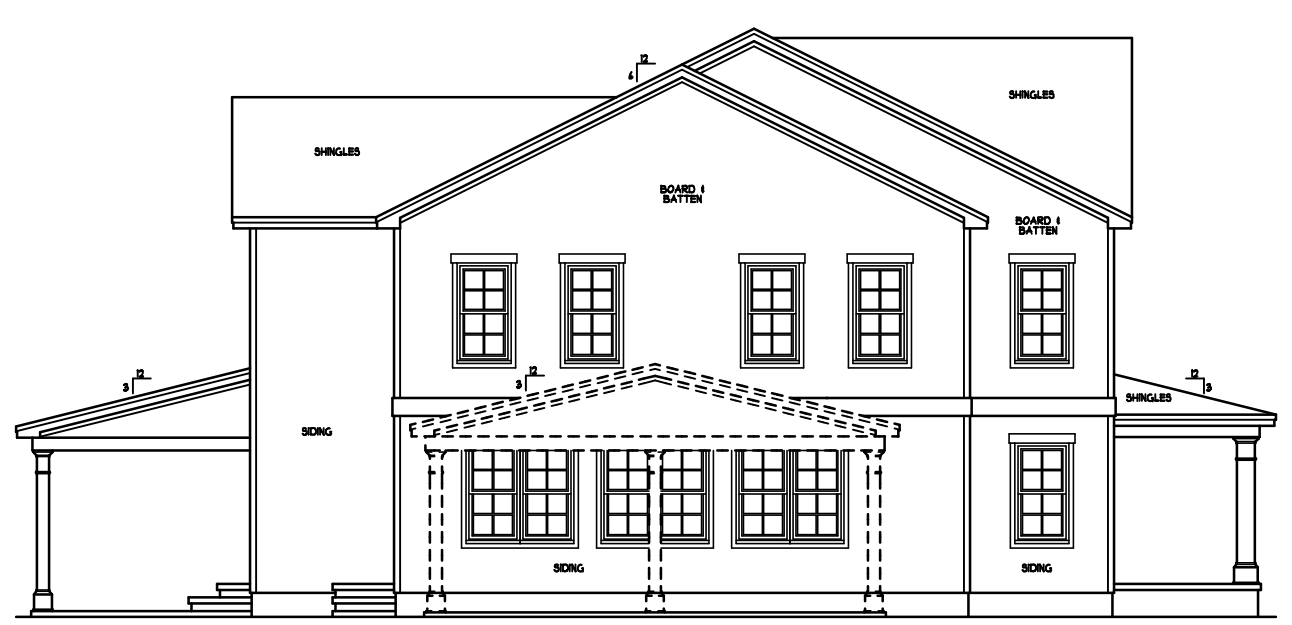 12
6
SHINGLES
SHINGLES
BOARD &
BATTEN
BOARD &
BATTEN
12
3
12
3
12
3
SHINGLES
SIDING
SIDING
SIDING